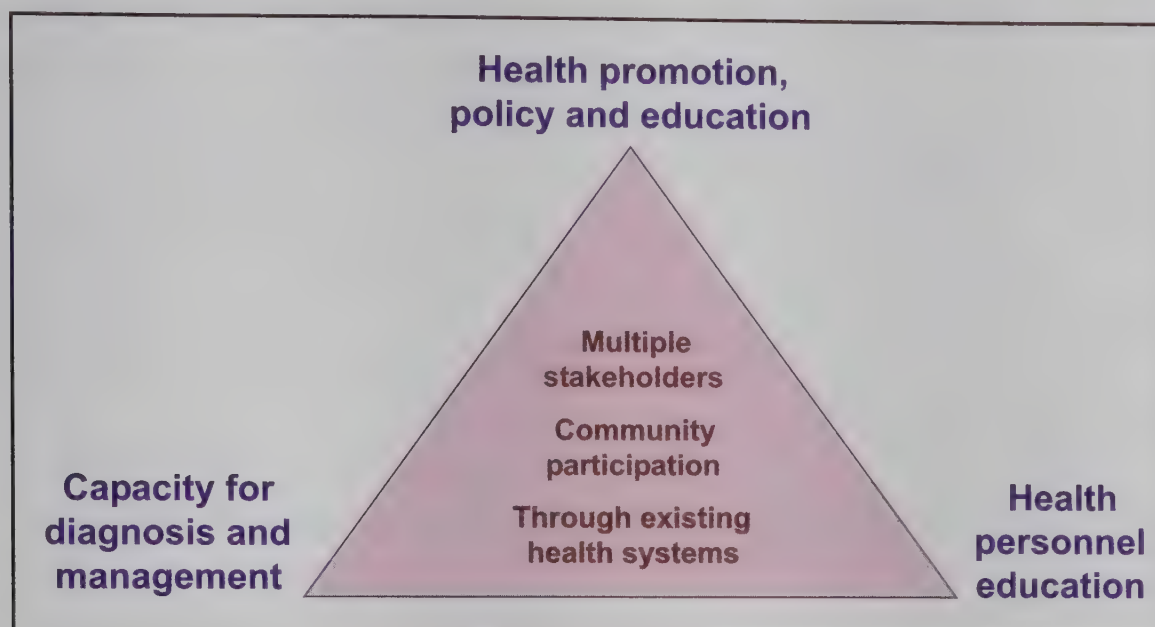 Health promotion,
policy and education
Multiple
stakeholders
Community
participation
Through existing
health systems
Capacity for
diagnosis and
management
Health
personnel
education